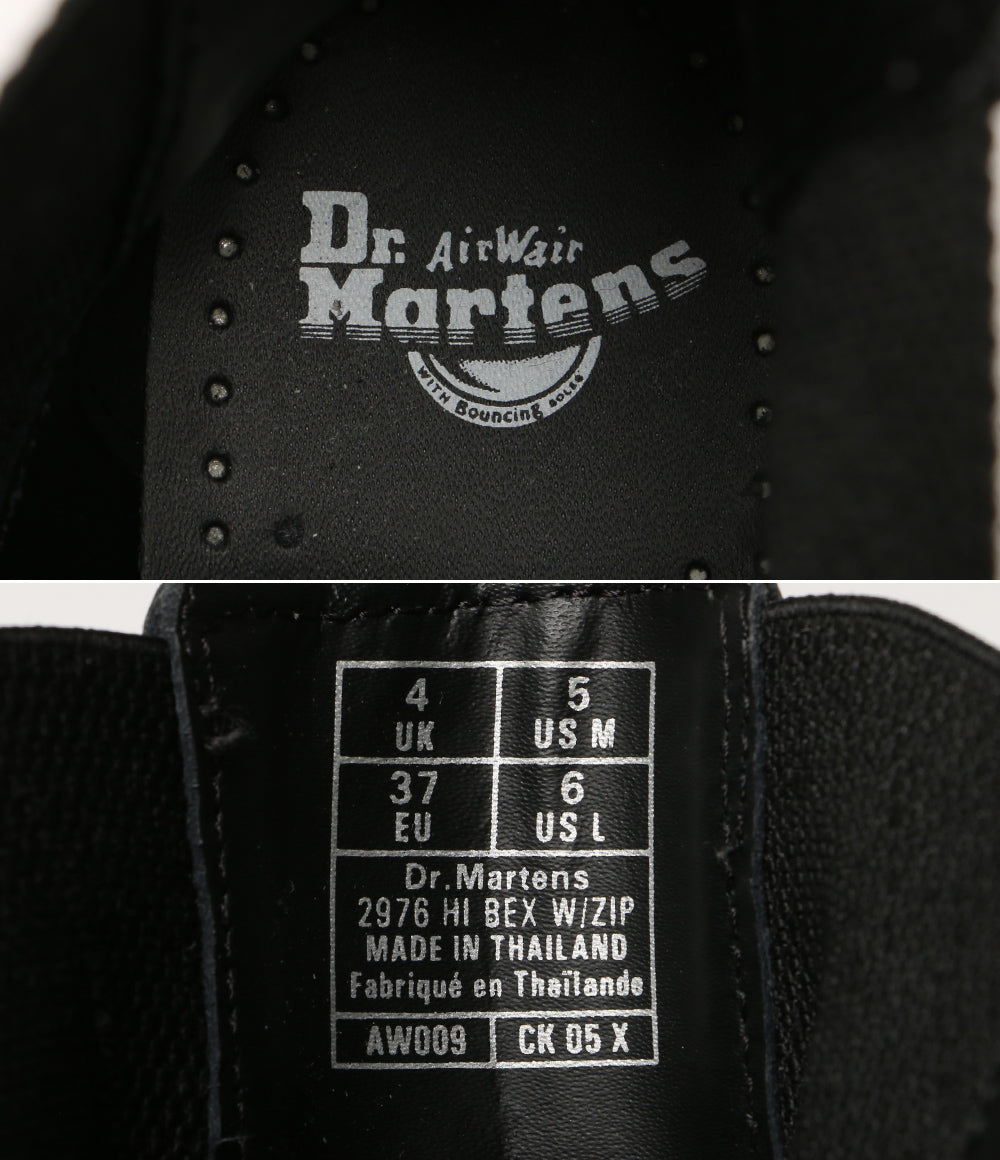 Dr. AirWair
Martens
WITH Bouncing SOLES
4 5
UK US M
37 6
EU US L
Dr.Martens
2976 HI BEX W/ZIP
MADE IN THAILAND
Fabriqué en Thaïlande
AW009 CK 05 X